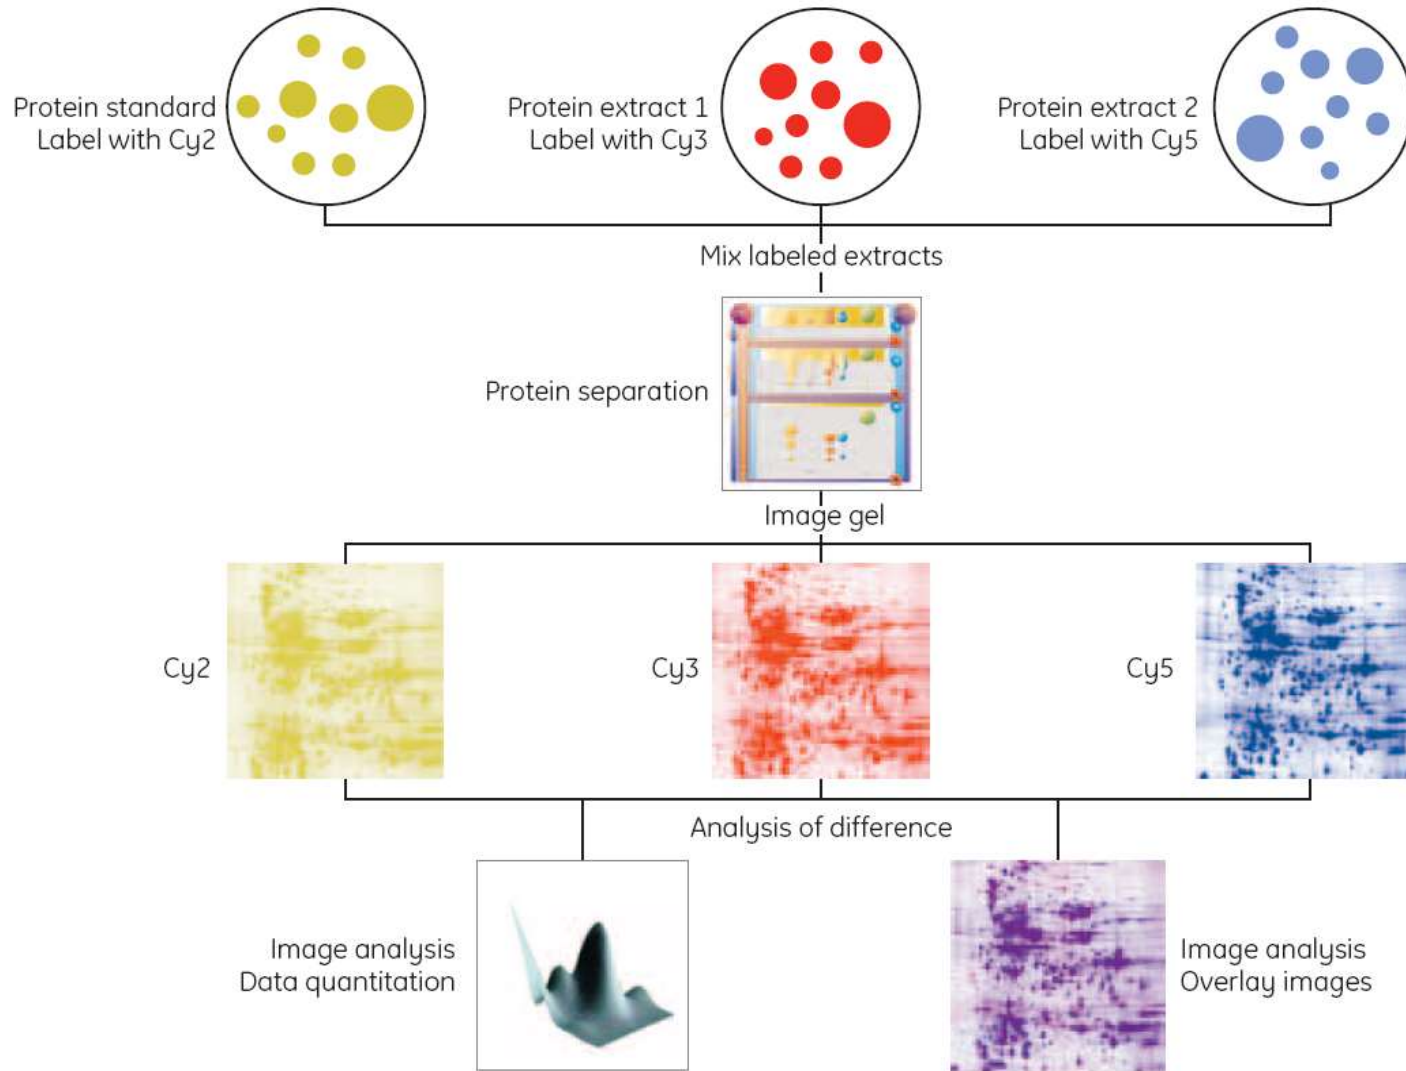 Protein standard
Label with Cy2
Protein extract 1
Label with Cy3
Protein extract 2
Label with Cy5
Mix labeled extracts
Protein separation
Image gel
Cy2
Cy3
Cy5
Analysis of difference
Image analysis
Data quantitation
Image analysis
Overlay images